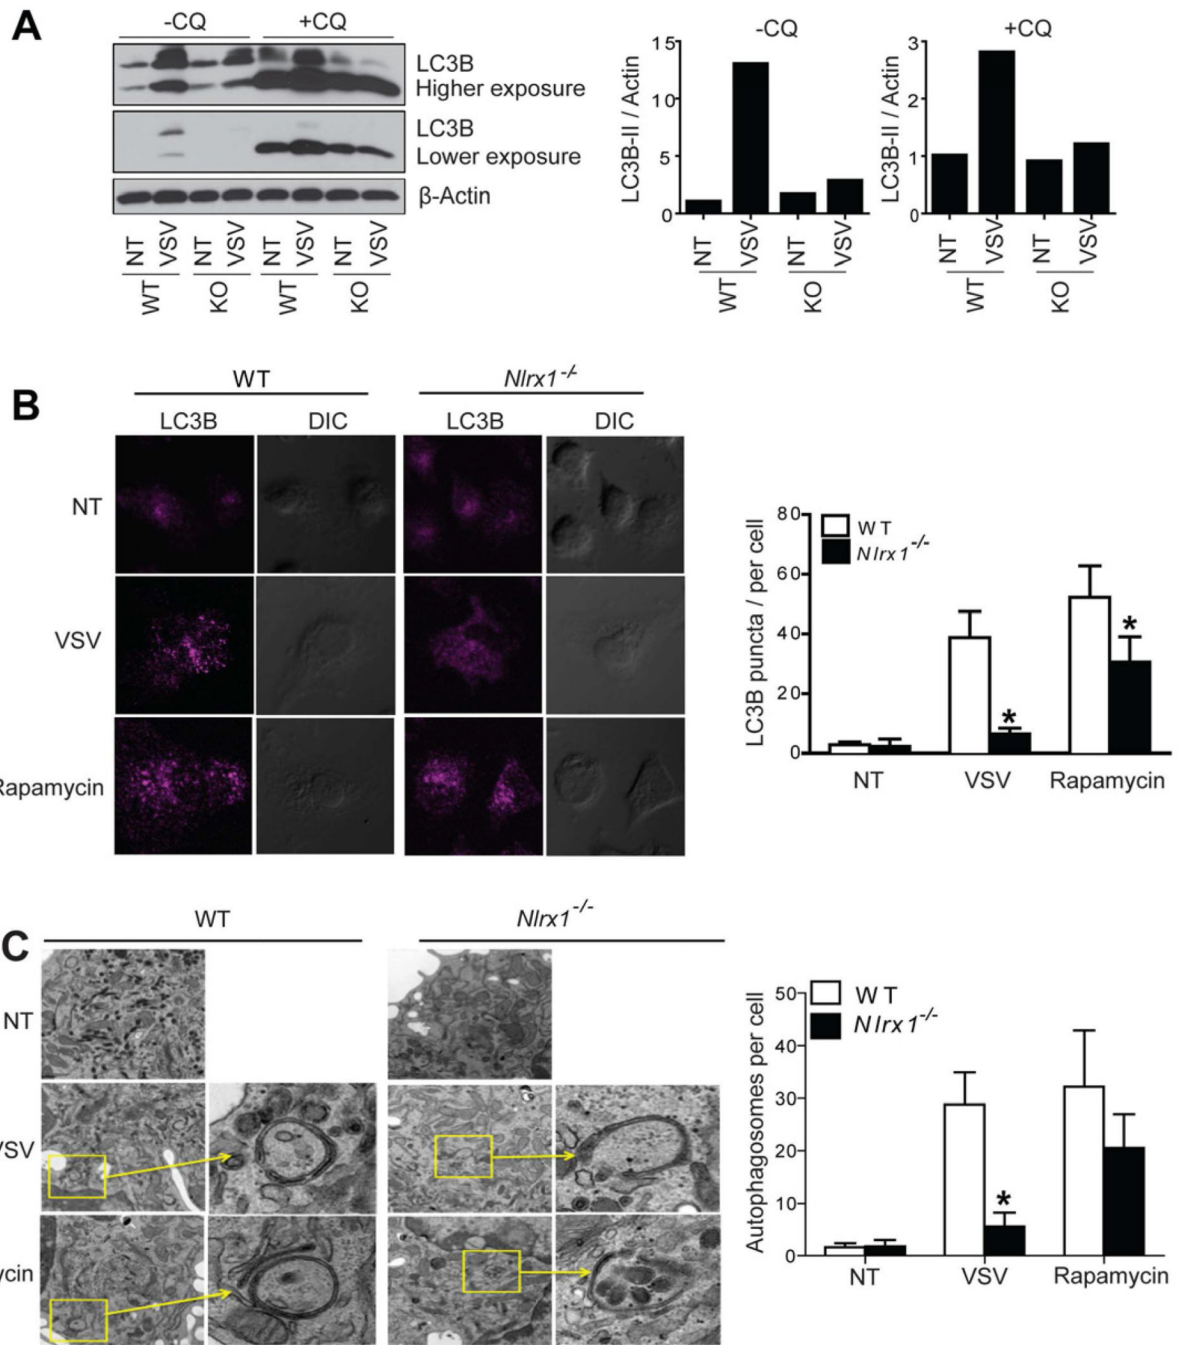 A
-CQ +CQ
LC3B
Higher exposure
LC3B
Lower exposure
β-Actin
NT VSV NT VSV NT VSV NT VSV
WT KO WT KO
-CQ
LC3B-II / Actin
15
10
5
0
NT VSV NT VSV
WT KO
+CQ
LC3B-II / Actin
3
2
1
0
NT VSV NT VSV
WT KO
B
WT Nlrx1-/-
LC3B DIC LC3B DIC
NT
VSV
Rapamycin
LC3B puncta / per cell
80
60
40
20
0
WT
Nlrx1-/-
*
*
NT VSV Rapamycin
C
WT Nlrx1-/-
NT
VSV
ycin
Autophagosomes per cell
50
40
30
20
10
0
WT
Nlrx1-/-
*
NT VSV Rapamycin